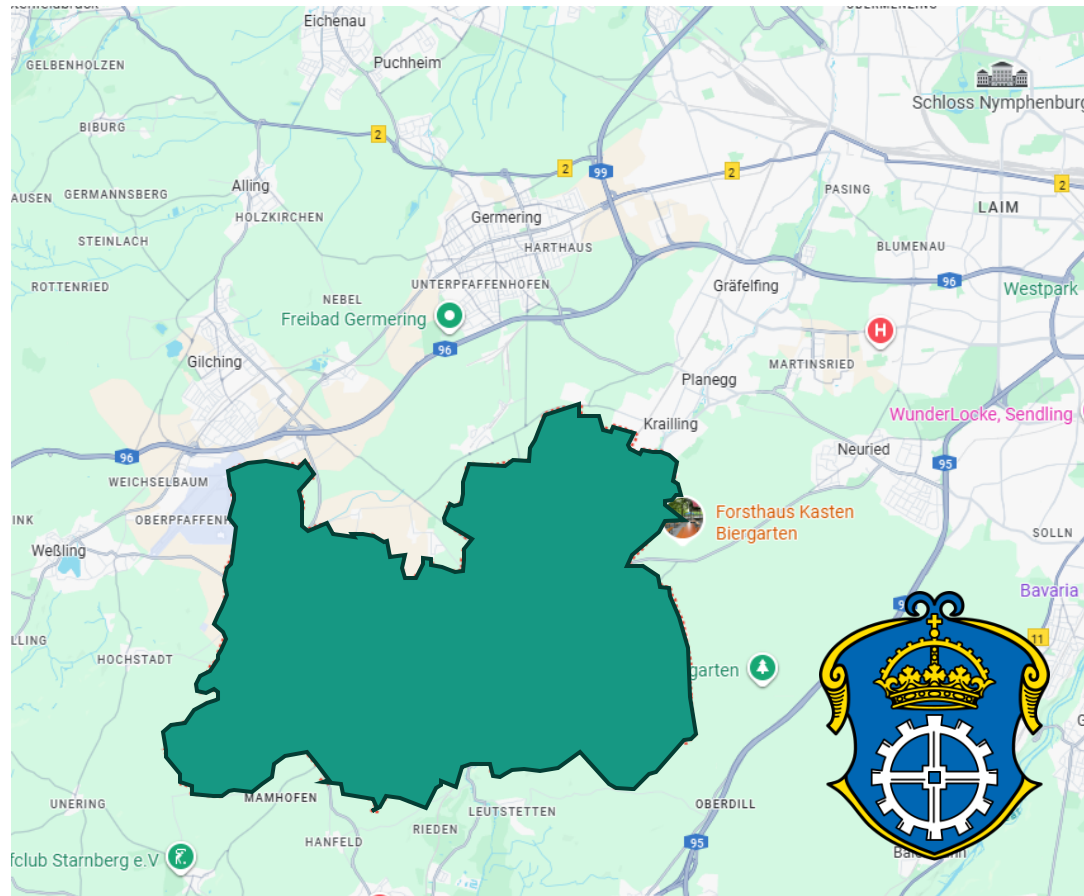 Eichenau
Puchheim
GELBENHOLZEN
Schloss Nymphenburg
BIBURG
2
99
2
2
2
Alling
GERMANNSBERG
PASING
LAIM
HOLZKIRCHEN
Germering
STEINLACH
HARTHAUS
BLUMENAU
ROTTENRIED
NEBEL
UNTERPFAFFENHOFEN
Gräfelfing
96
Westpark
Freibad Germering
H
96
Gilching
MARTINSRIED
Planegg
WunderLocke, Sendling
Krailling
Neuried
96
95
WEICHSELBAUM
Forsthaus Kasten
Biergarten
OBERPFAFFENH
SOLLN
Weßling
Bavaria
11
HOCHSTADT
garten
UNERING
MAMHOFEN
OBERDILL
LEUTSTETTEN
RIEDEN
HANFELD
95
fclub Starnberg e.V